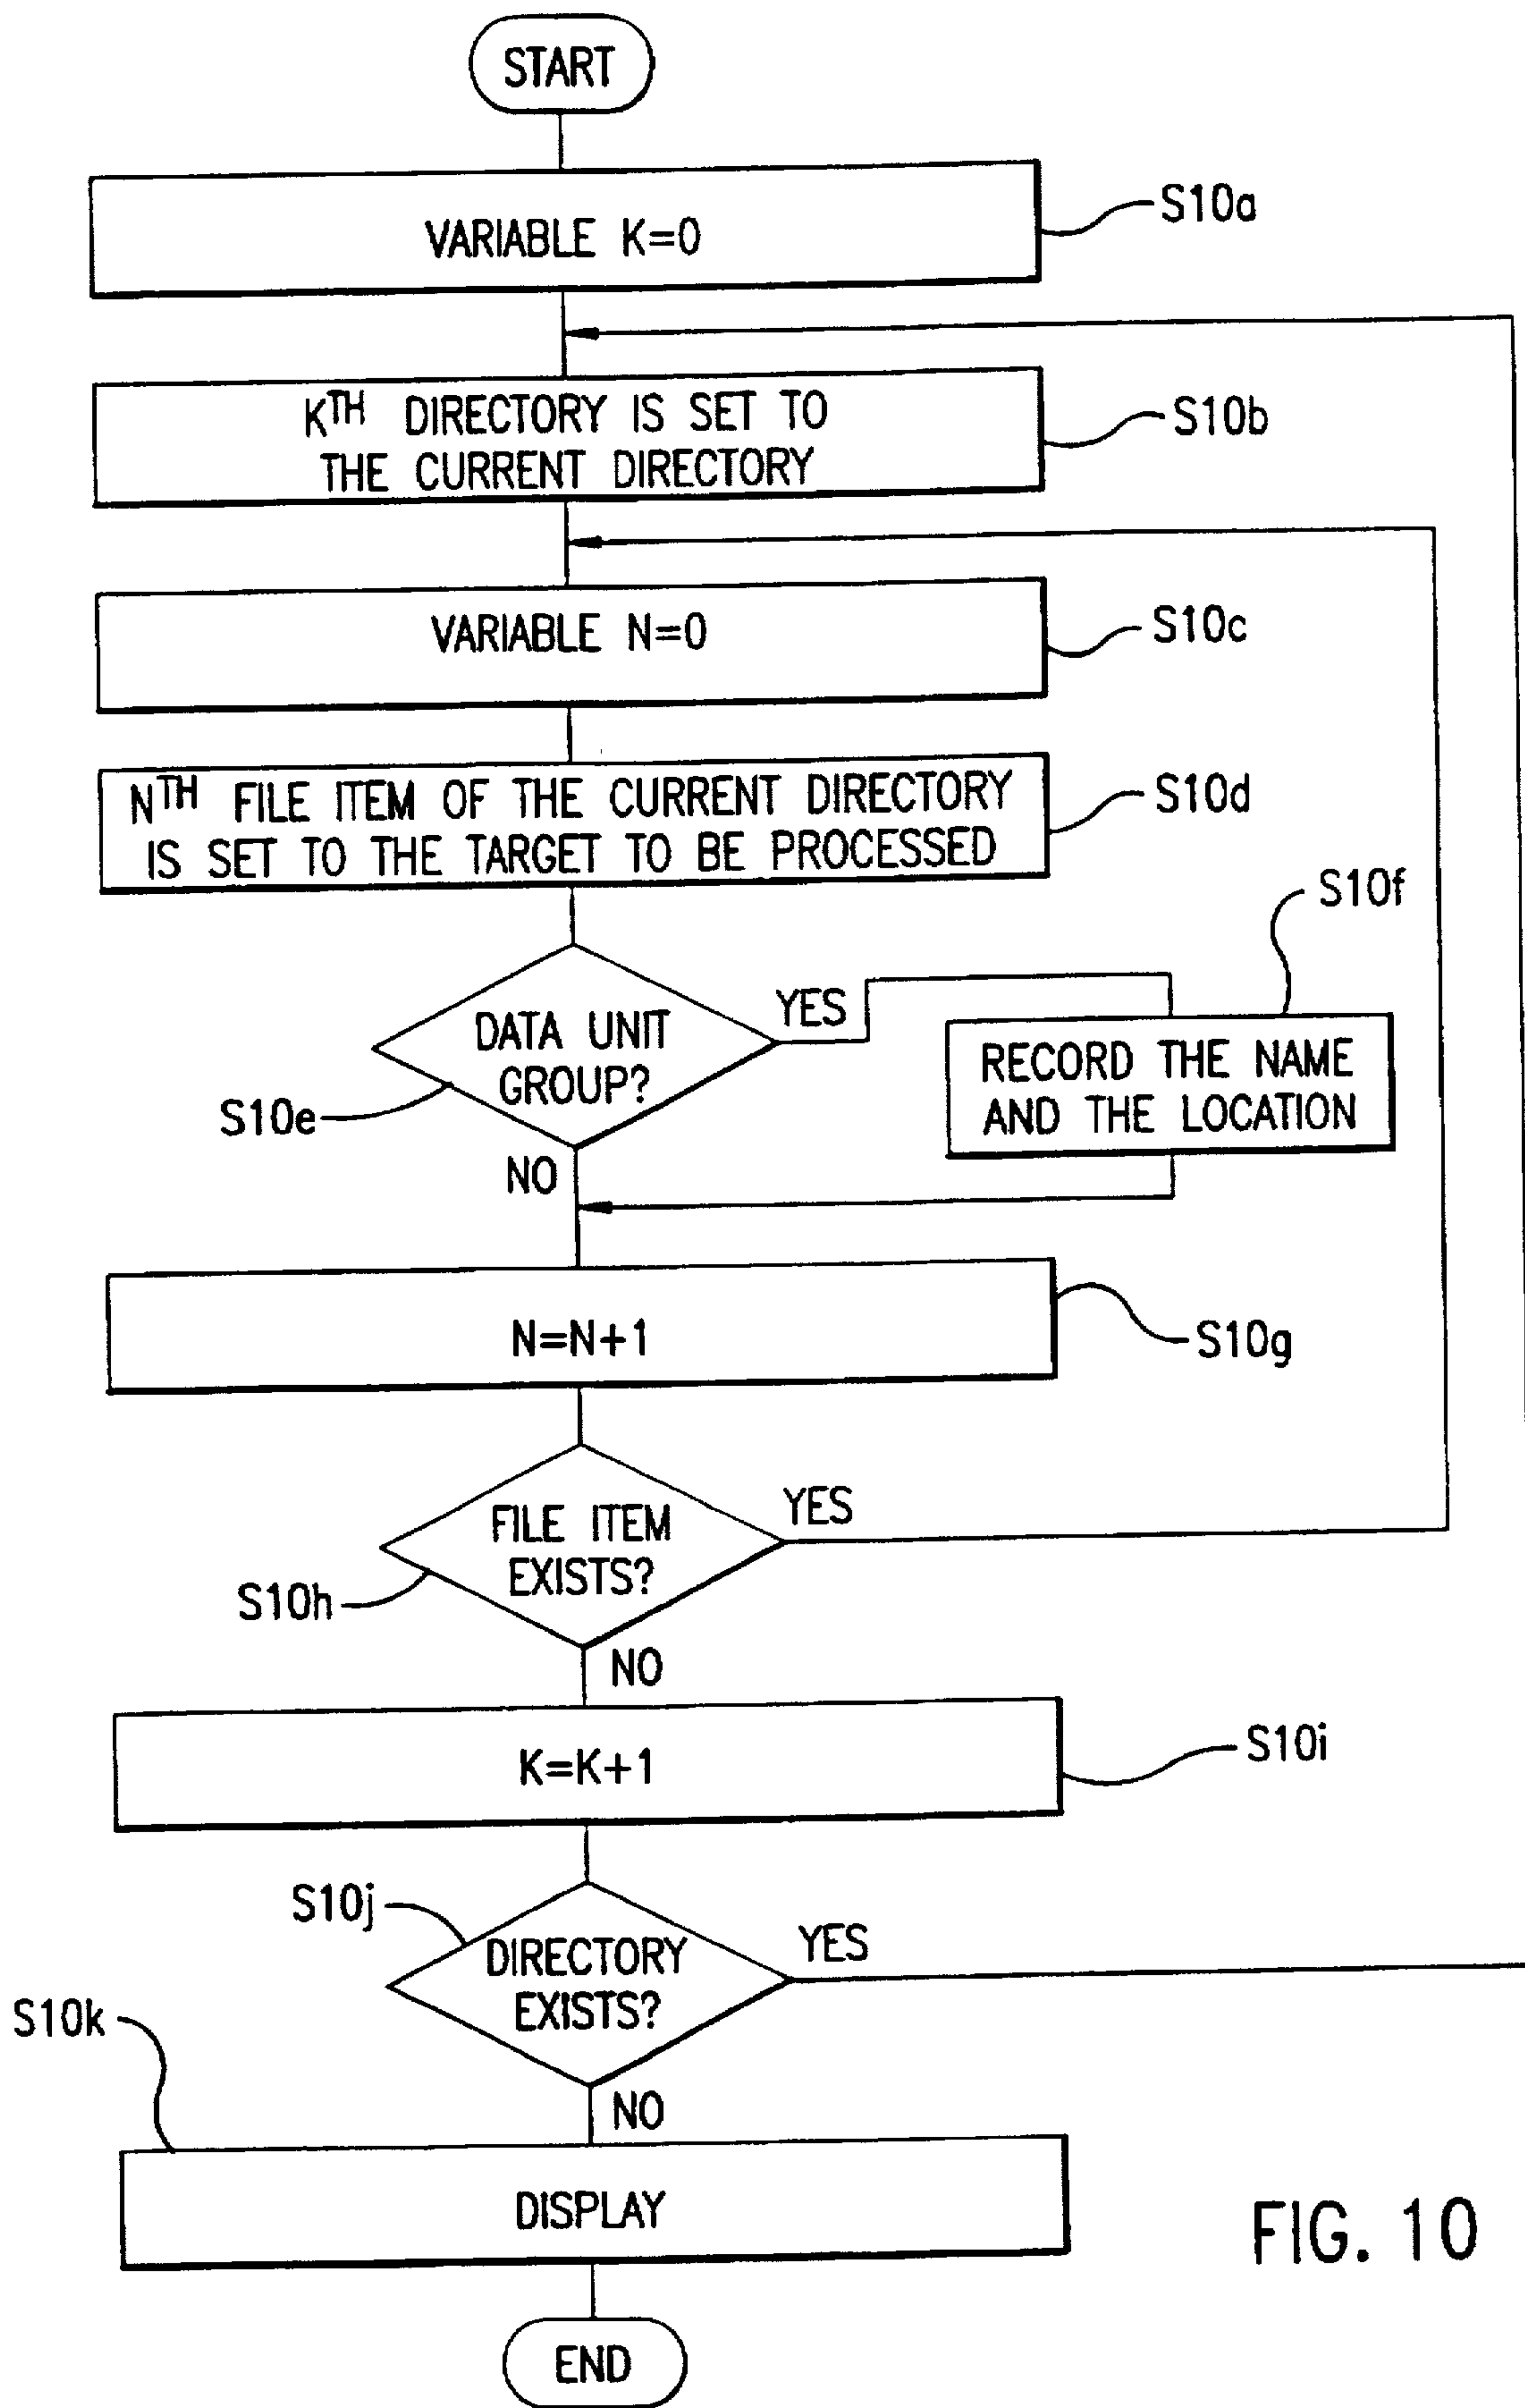 START
VARIABLE K=0
S10a
KTH DIRECTORY IS SET TO
THE CURRENT DIRECTORY
S10b
VARIABLE N=0
S10c
NTH FILE ITEM OF THE CURRENT DIRECTORY
IS SET TO THE TARGET TO BE PROCESSED
S10d
S10f
DATA UNIT
GROUP?
YES
RECORD THE NAME
AND THE LOCATION
S10e
NO
N=N+1
S10g
FILE ITEM
EXISTS?
YES
S10h
NO
K=K+1
S10i
S10j
DIRECTORY
EXISTS?
YES
S10k
NO
DISPLAY
FIG. 10
END